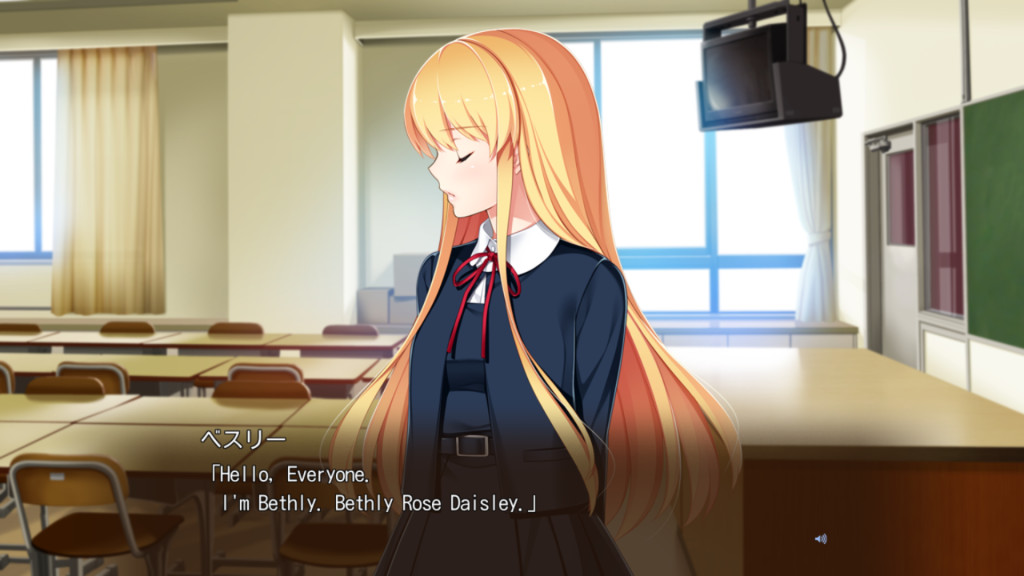 ベスリー
「Hello, Everyone.
I'm Bethly. Bethly Rose Daisley.」